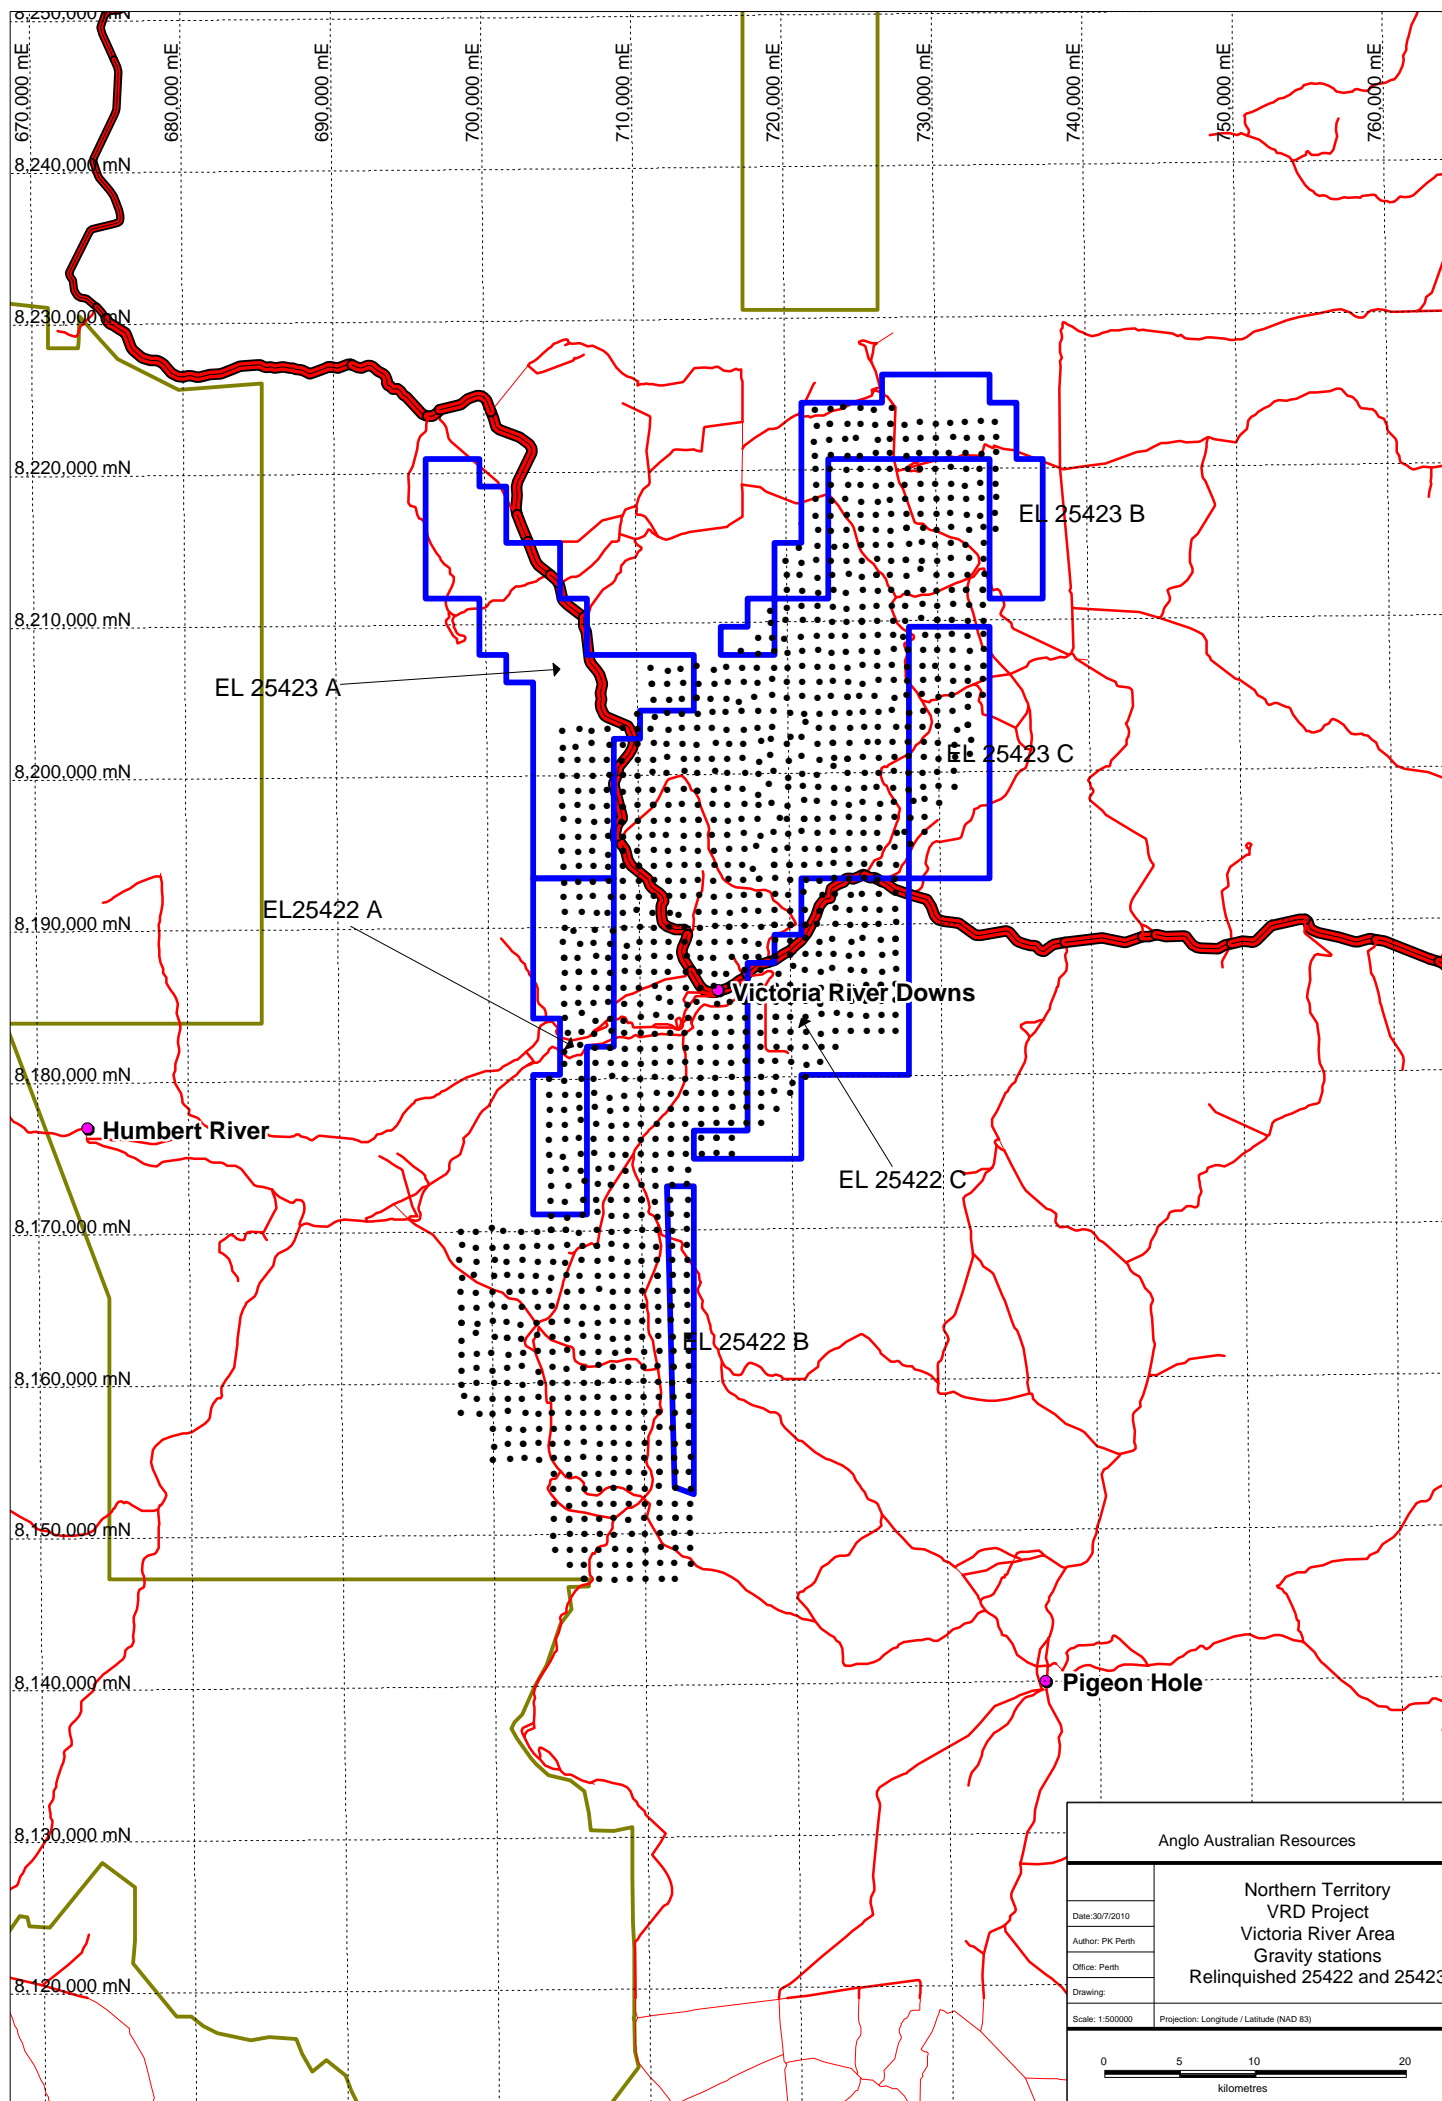 8,250,000 mN
670,000 mE
680,000 mE
690,000 mE
700,000 mE
710,000 mE
720,000 mE
730,000 mE
740,000 mE
750,000 mE
760,000 mE
8,240,000 mN
8,230,000 mN
8,220,000 mN
EL 25423 B
8,210,000 mN
EL 25423 A
EL 25423 C
8,200,000 mN
EL25422 A
8,190,000 mN
Victoria River Downs
8,180,000 mN
Humbert River
EL 25422 C
8,170,000 mN
EL 25422 B
8,160,000 mN
8,150,000 mN
8,140,000 mN
Pigeon Hole
8,130,000 mN
8,120,000 mN
Anglo Australian Resources
Northern Territory
VRD Project
Victoria River Area
Gravity stations
Relinquished 25422 and 25423
Date:30/7/2010
Author: PK Perth
Office: Perth
Drawing:
Scale: 1:500000
Projection: Longitude / Latitude (NAD 83)
0 5 10 20
kilometres